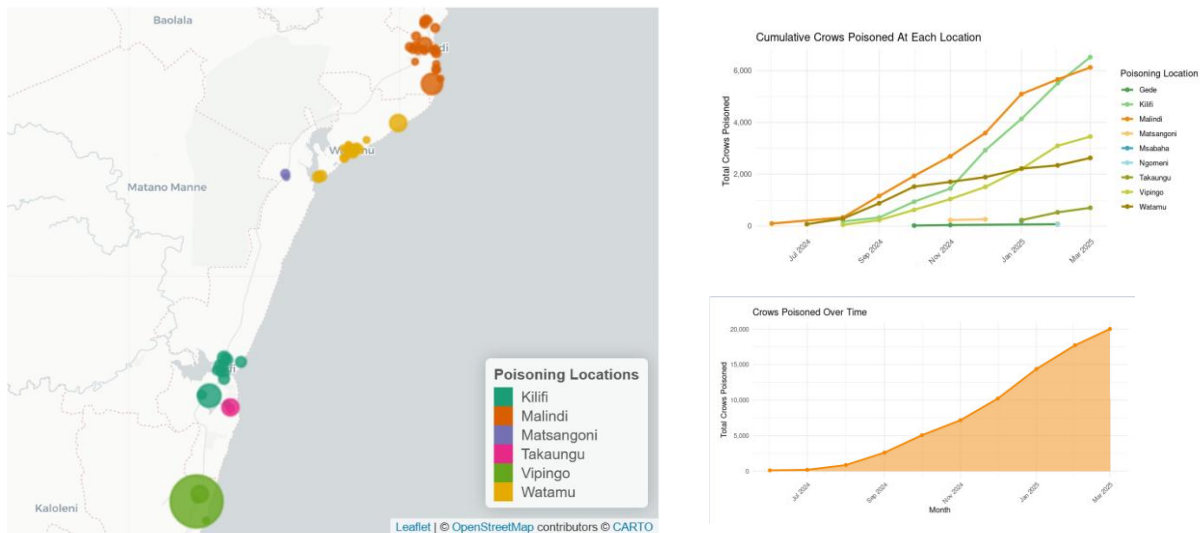 Baolala
di
W mu
Matano Manne
fi
Kaloleni
Poisoning Locations
Kilifi
Malindi
Matsangoni
Takaungu
Vipingo
Watamu
Leaflet | © OpenStreetMap contributors © CARTO
Cumulative Crows Poisoned At Each Location
Total Crows Poisoned
6,000
4,000
2,000
0
Jul 2024
Sep 2024
Nov 2024
Jan 2025
Mar 2025
Poisoning Location
Gede
Kilifi
Malindi
Matsangoni
Msabaha
Ngomeni
Takaungu
Vipingo
Watamu
Crows Poisoned Over Time
Total Crows Poisoned
20,000
15,000
10,000
5,000
0
Jul 2024
Sep 2024
Nov 2024
Jan 2025
Mar 2025
Month